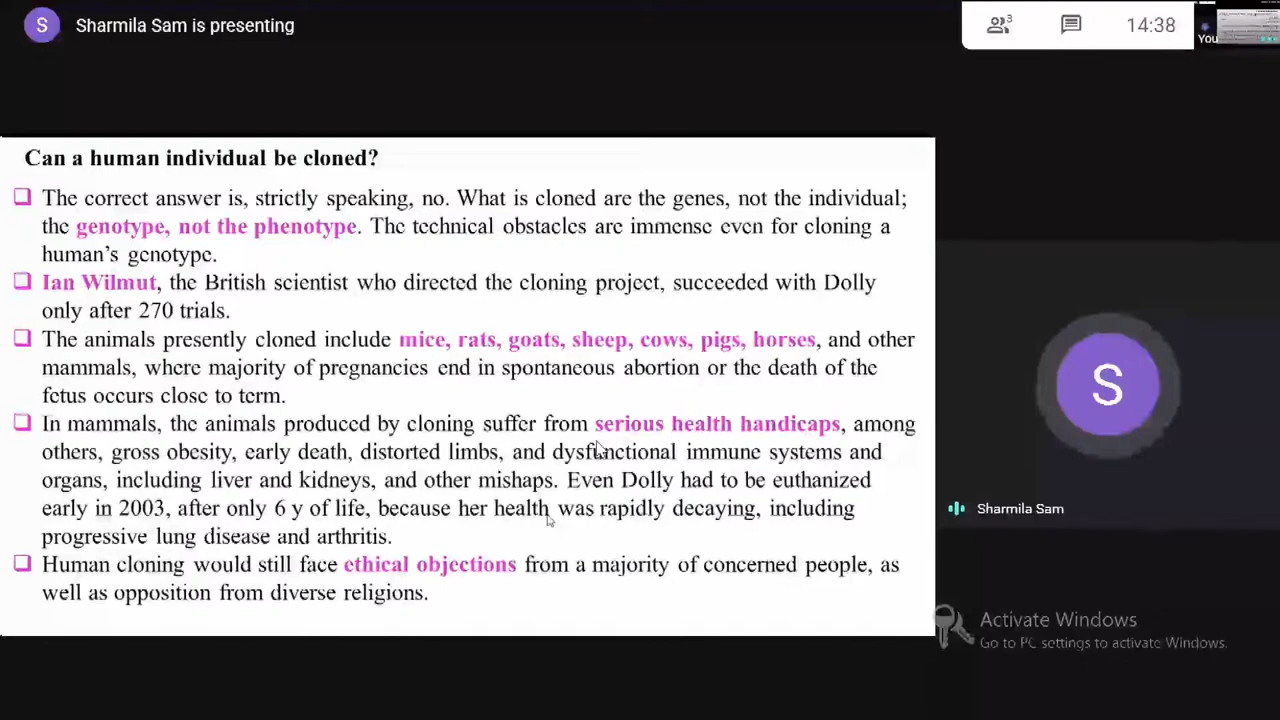 S
Sharmila Sam is presenting
3
14:38
You
Can a human individual be cloned?
The correct answer is, strictly speaking, no. What is cloned are the genes, not the individual;
the genotype, not the phenotype. The technical obstacles are immense even for cloning a
human's genotype.
Ian Wilmut, the British scientist who directed the cloning project, succeeded with Dolly
only after 270 trials.
The animals presently cloned include mice, rats, goats, sheep, cows, pigs, horses, and other
mammals, where majority of pregnancies end in spontaneous abortion or the death of the
fetus occurs close to term.
In mammals, the animals produced by cloning suffer from serious health handicaps, among
others, gross obesity, early death, distorted limbs, and dysfunctional immune systems and
organs, including liver and kidneys, and other mishaps. Even Dolly had to be euthanized
early in 2003, after only 6 y of life, because her health was rapidly decaying, including
progressive lung disease and arthritis.
Human cloning would still face ethical objections from a majority of concerned people, as
well as opposition from diverse religions.
S
Sharmila Sam
Activate Windows
Go to PC settings to activate Windows.